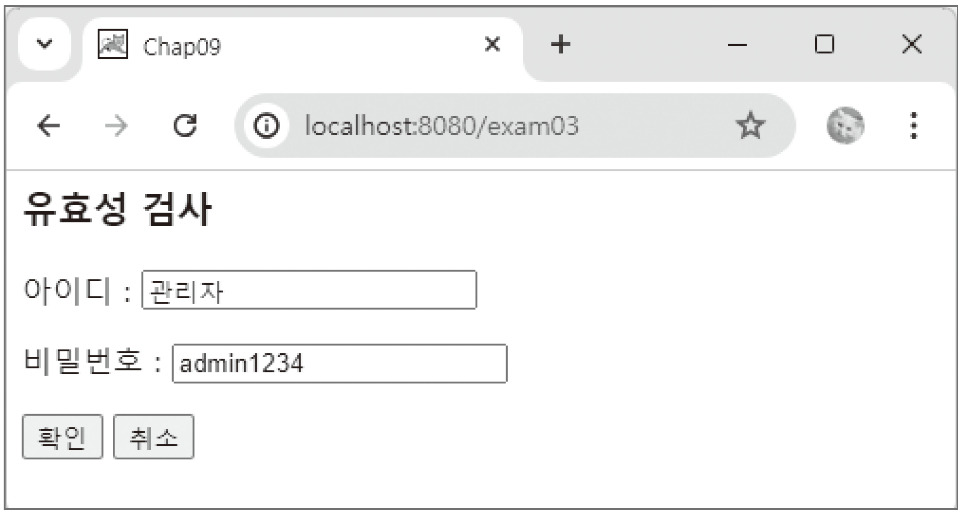 Chap09
localhost:8080/exam03
유효성 검사
아이디 : 관리자
비밀번호 : admin1234
확인 취소